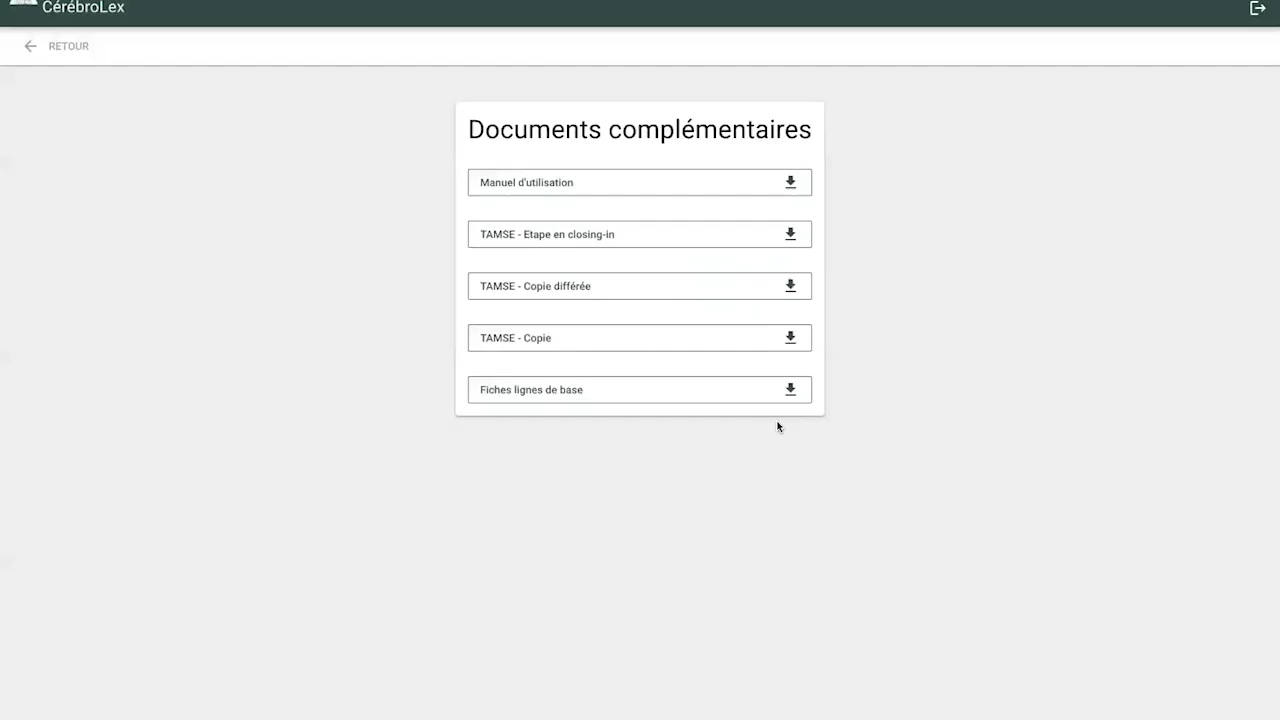 CérébroLex
RETOUR
Documents complémentaires
Manuel d'utilisation
TAMSE - Etape en closing-in
TAMSE - Copie différée
TAMSE - Copie
Fiches lignes de base